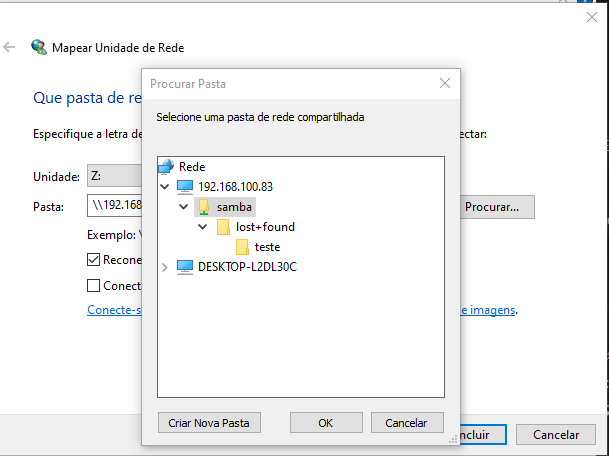 Mapear Unidade de Rede
Que pasta de re
Especifique a letra de
ectar:
Unidade:
Z:
Pasta:
\\192.168
Procurar...
Exemplo:
Recone
Conect
Conecte-s
e imagens.
ncluir
Cancelar
Procurar Pasta
Selecione uma pasta de rede compartilhada
Rede
192.168.100.83
samba
lost+found
teste
DESKTOP-L2DL30C
Criar Nova Pasta
OK
Cancelar